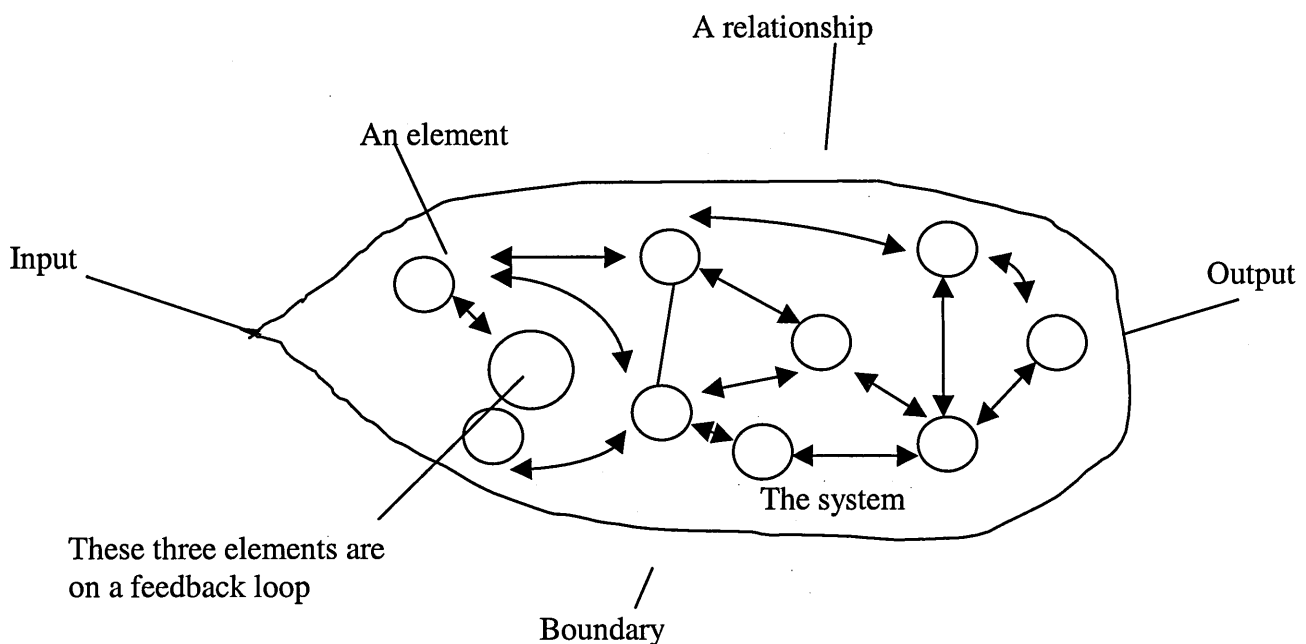 A relationship
An element
Input
Output
The system
These three elements are
on a feedback loop
Boundary